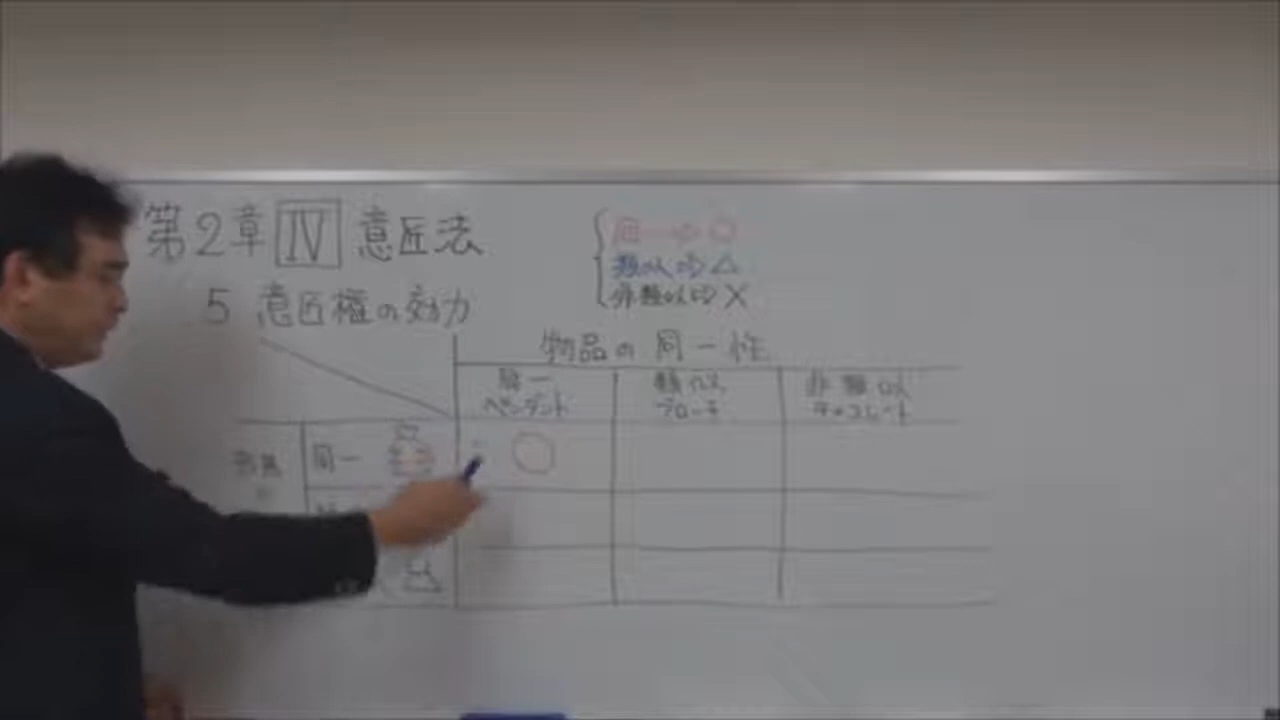 第2章 Ⅳ 意匠法
同一⇨○
類似⇨△
非類似⇨×
5 意匠権の効力
物品の同一性
同一 類似 非類似
ペンダント ブローチ チョコレート
同一 ○